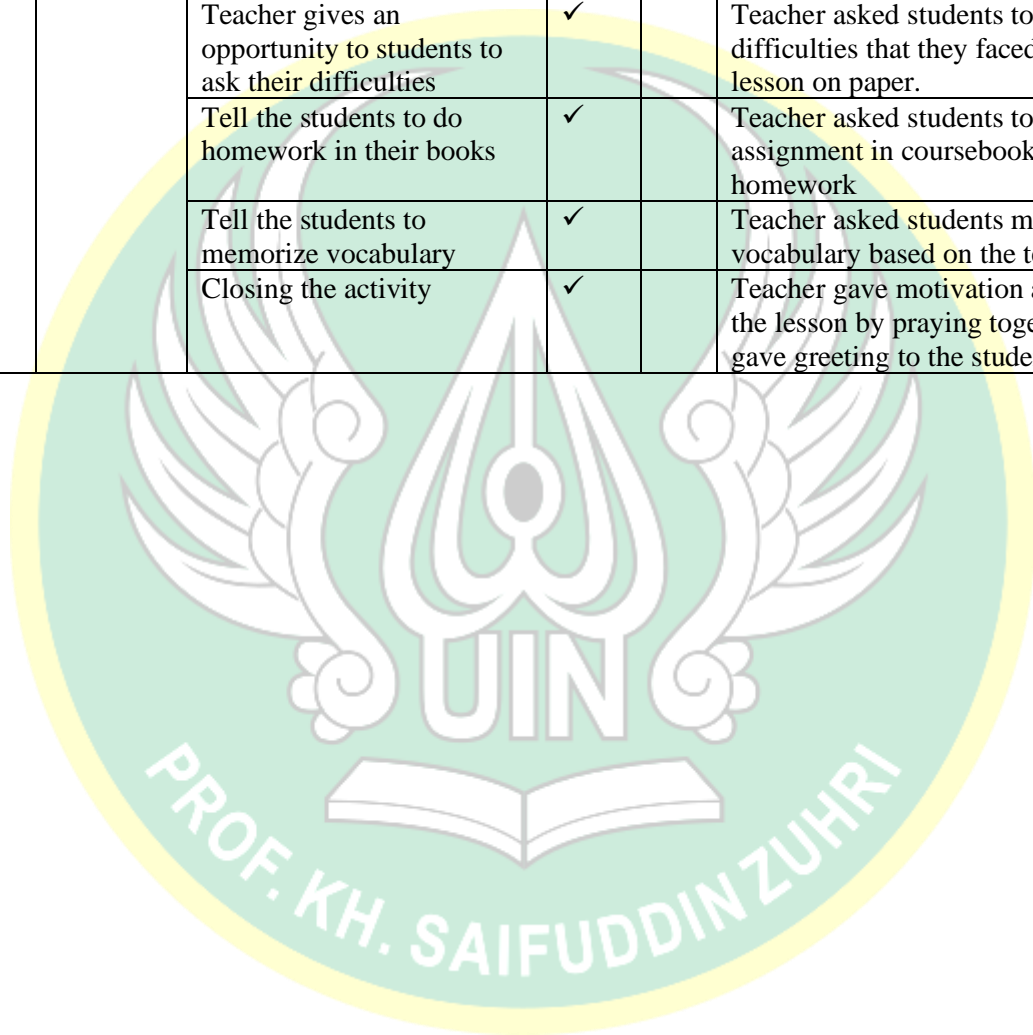 Teacher gives an
opportunity to students to
ask their difficulties
✓
Teacher asked students to
difficulties that they faced
lesson on paper.
Tell the students to do
homework in their books
✓
Teacher asked students to
assignment in coursebook
homework
Tell the students to
memorize vocabulary
✓
Teacher asked students
vocabulary based on the
Closing the activity
✓
Teacher gave motivation
the lesson by praying
gave greeting to the
UIN
PROF. KH. SAIFUDDIN ZUHRI